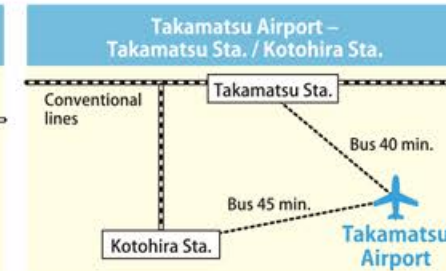 Takamatsu Airport –
Takamatsu Sta. / Kotohira Sta.
Conventional
lines
Takamatsu Sta.
Bus 40 min.
Bus 45 min.
Kotohira Sta.
Takamatsu
Airport